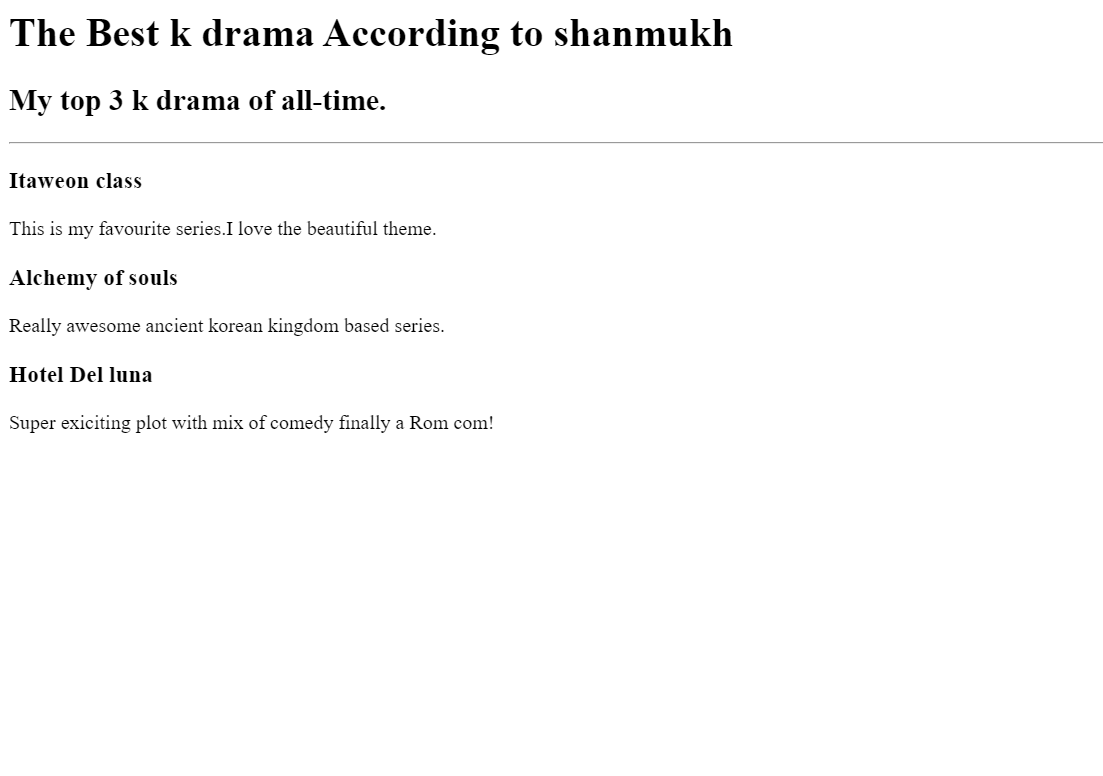 The Best k drama According to shanmukh
My top 3 k drama of all-time.
Itaweon class
This is my favourite series.I love the beautiful theme.
Alchemy of souls
Really awesome ancient korean kingdom based series.
Hotel Del luna
Super exiciting plot with mix of comedy finally a Rom com!